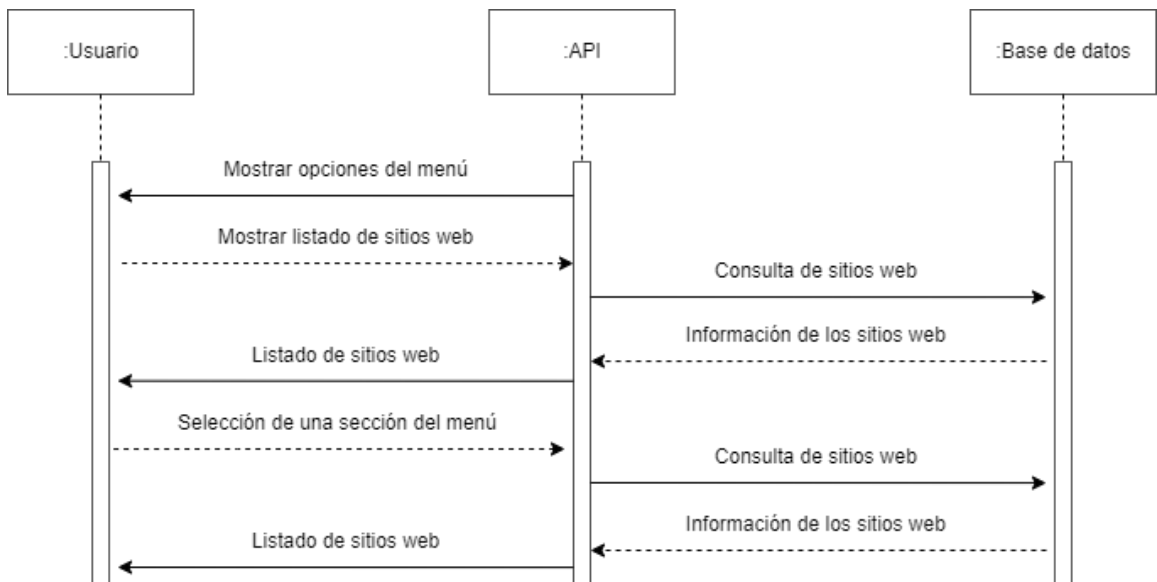 :Usuario
:API
:Base de datos
Mostrar opciones del menú
Mostrar listado de sitios web
Consulta de sitios web
Información de los sitios web
Listado de sitios web
Selección de una sección del menú
Consulta de sitios web
Información de los sitios web
Listado de sitios web